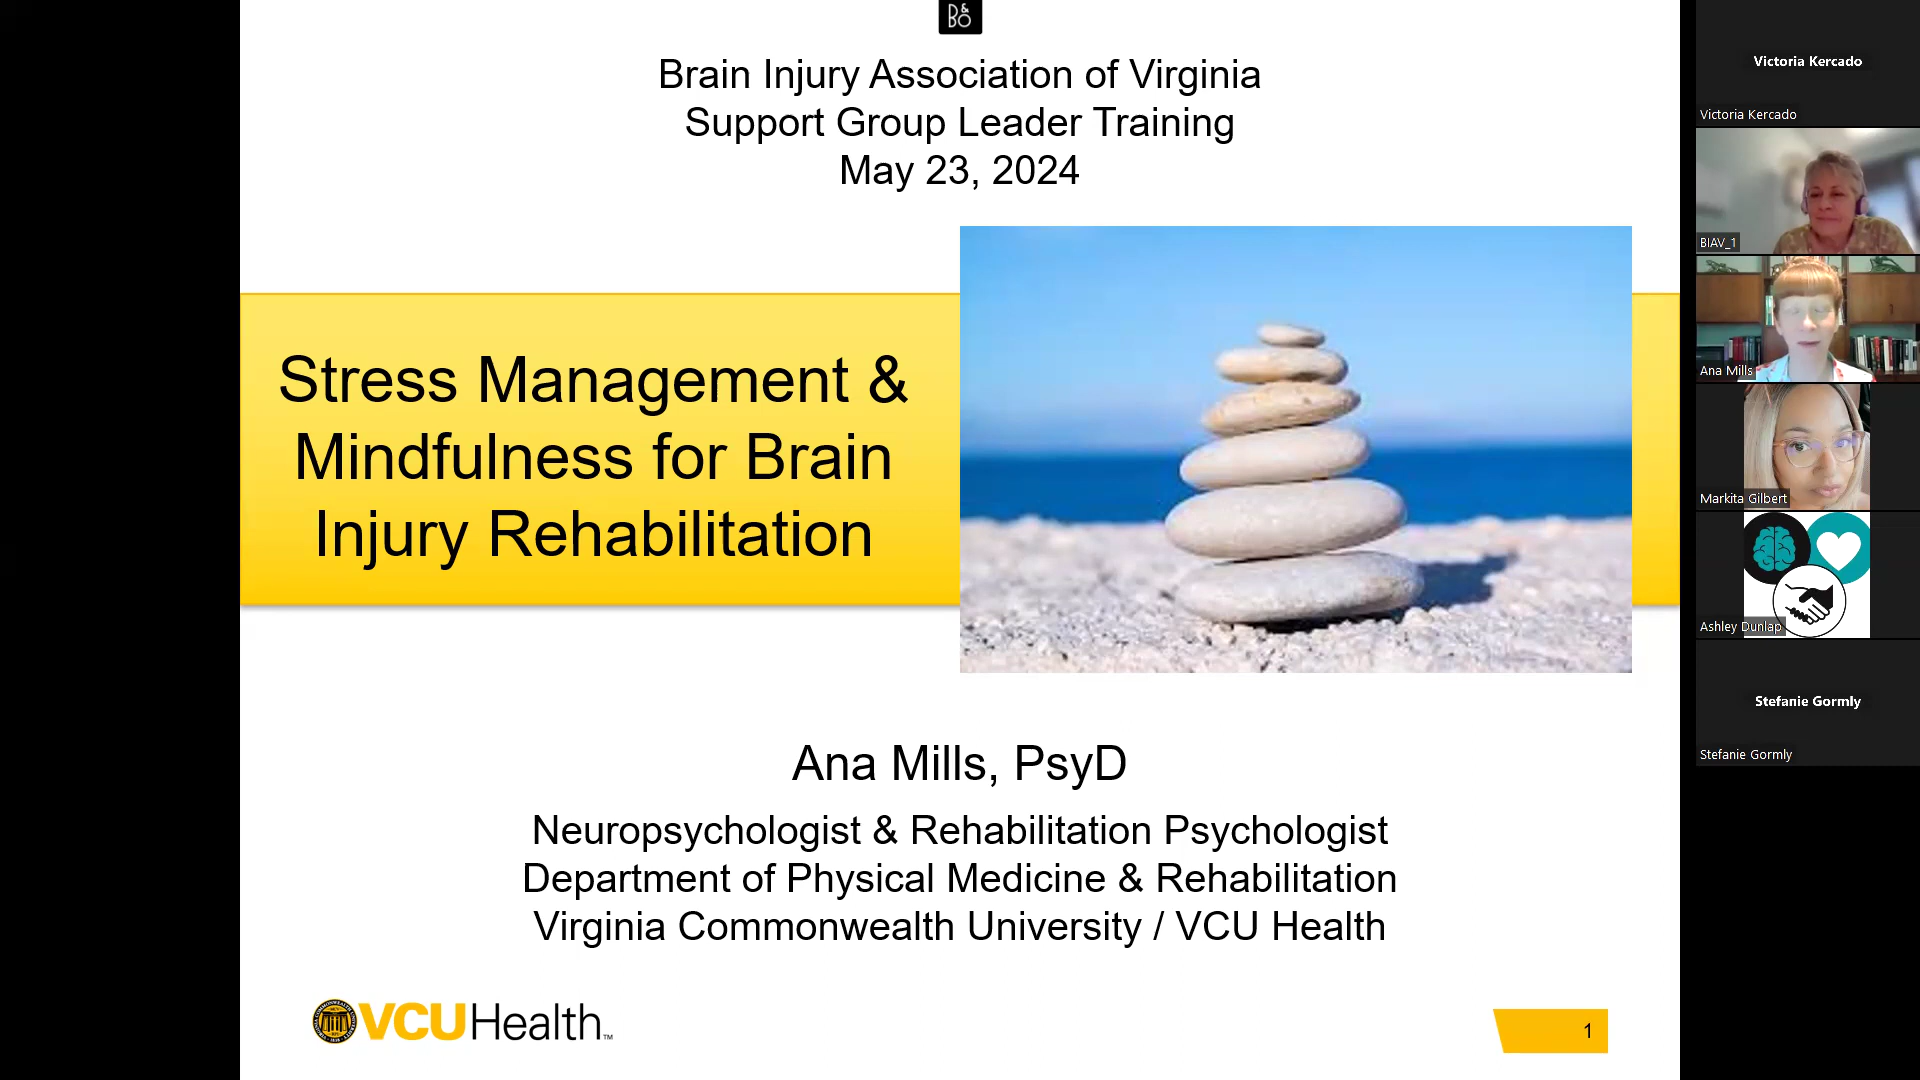 B&O
Brain Injury Association of Virginia
Support Group Leader Training
May 23, 2024
Stress Management &
Mindfulness for Brain
Injury Rehabilitation
Ana Mills, PsyD
Neuropsychologist & Rehabilitation Psychologist
Department of Physical Medicine & Rehabilitation
Virginia Commonwealth University / VCU Health
VCUHealth™
1
Victoria Kercado
Victoria Kercado
BIAV_1
Ana Mills
Markita Gilbert
Ashley Dunlap
Stefanie Gormly
Stefanie Gormly